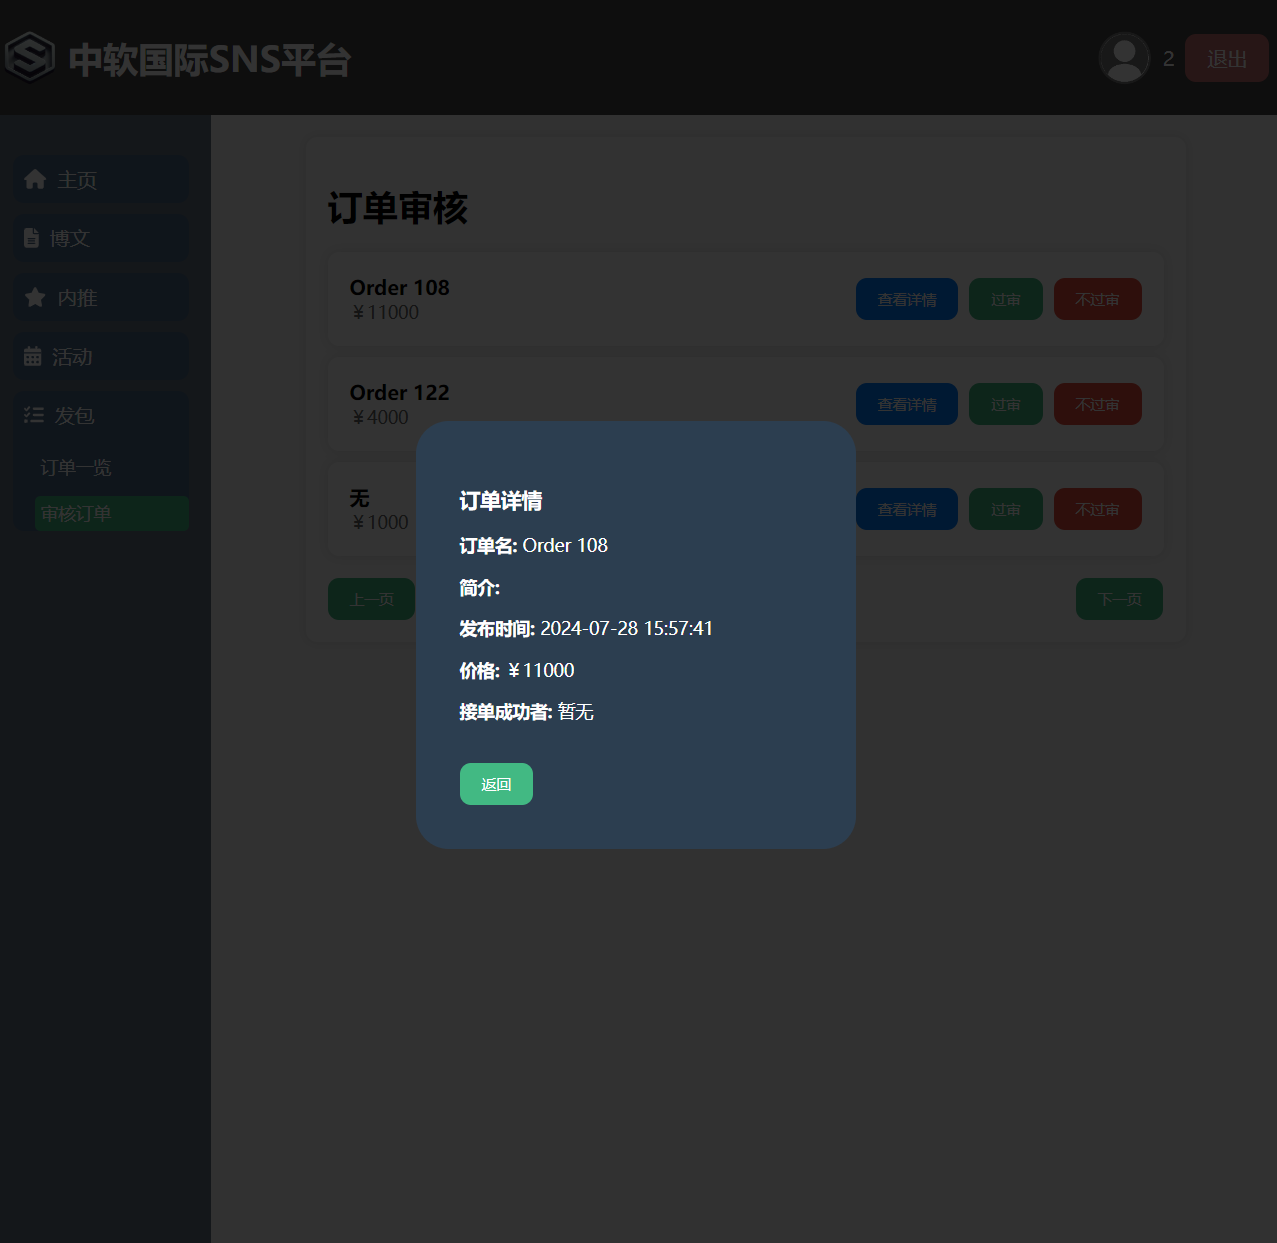 中软国际SNS平台
2
退出
主页
博文
内推
活动
发包
订单一览
审核订单
订单审核
Order 108
￥11000
查看详情
过审
不过审
Order 122
￥4000
查看详情
过审
不过审
无
￥1000
查看详情
过审
不过审
上一页
下一页
订单详情
订单名: Order 108
简介:
发布时间: 2024-07-28 15:57:41
价格: ￥11000
接单成功者: 暂无
返回